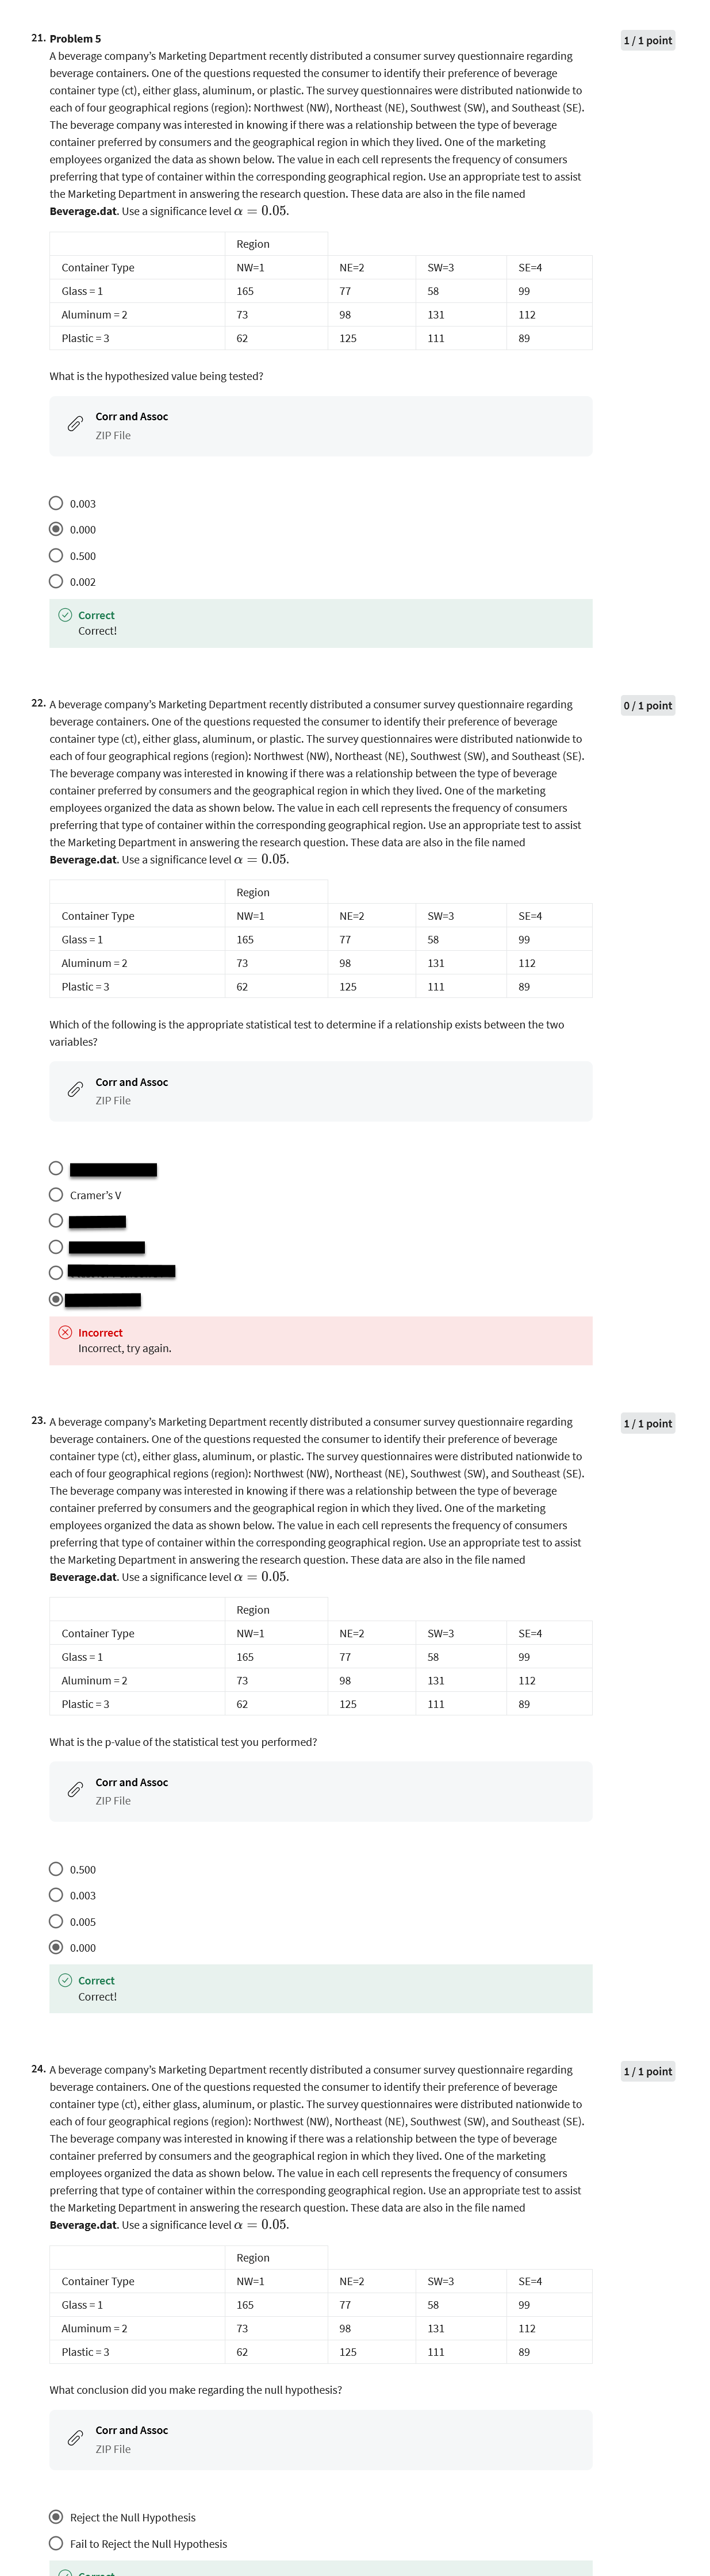 21. Problem 5
1 / 1 point
A beverage company's Marketing Department recently distributed a consumer survey questionnaire regarding
beverage containers. One of the questions requested the consumer to identify their preference of beverage
container type (ct), either glass, aluminum, or plastic. The survey questionnaires were distributed nationwide to
each of four geographical regions (region): Northwest (NW), Northeast (NE), Southwest (SW), and Southeast (SE).
The beverage company was interested in knowing if there was a relationship between the type of beverage
container preferred by consumers and the geographical region in which they lived. One of the marketing
employees organized the data as shown below. The value in each cell represents the frequency of consumers
preferring that type of container within the corresponding geographical region. Use an appropriate test to assist
the Marketing Department in answering the research question. These data are also in the file named
Beverage.dat. Use a significance level α = 0.05.
Region
Container Type NW=1 NE=2 SW=3 SE=4
Glass = 1 165 77 58 99
Aluminum = 2 73 98 131 112
Plastic = 3 62 125 111 89
What is the hypothesized value being tested?
Corr and Assoc
ZIP File
0.003
0.000
0.500
0.002
Correct
Correct!
22. A beverage company's Marketing Department recently distributed a consumer survey questionnaire regarding
0 / 1 point
beverage containers. One of the questions requested the consumer to identify their preference of beverage
container type (ct), either glass, aluminum, or plastic. The survey questionnaires were distributed nationwide to
each of four geographical regions (region): Northwest (NW), Northeast (NE), Southwest (SW), and Southeast (SE).
The beverage company was interested in knowing if there was a relationship between the type of beverage
container preferred by consumers and the geographical region in which they lived. One of the marketing
employees organized the data as shown below. The value in each cell represents the frequency of consumers
preferring that type of container within the corresponding geographical region. Use an appropriate test to assist
the Marketing Department in answering the research question. These data are also in the file named
Beverage.dat. Use a significance level α = 0.05.
Region
Container Type NW=1 NE=2 SW=3 SE=4
Glass = 1 165 77 58 99
Aluminum = 2 73 98 131 112
Plastic = 3 62 125 111 89
Which of the following is the appropriate statistical test to determine if a relationship exists between the two
variables?
Corr and Assoc
ZIP File
Cramer's V
Incorrect
Incorrect, try again.
23. A beverage company's Marketing Department recently distributed a consumer survey questionnaire regarding
1 / 1 point
beverage containers. One of the questions requested the consumer to identify their preference of beverage
container type (ct), either glass, aluminum, or plastic. The survey questionnaires were distributed nationwide to
each of four geographical regions (region): Northwest (NW), Northeast (NE), Southwest (SW), and Southeast (SE).
The beverage company was interested in knowing if there was a relationship between the type of beverage
container preferred by consumers and the geographical region in which they lived. One of the marketing
employees organized the data as shown below. The value in each cell represents the frequency of consumers
preferring that type of container within the corresponding geographical region. Use an appropriate test to assist
the Marketing Department in answering the research question. These data are also in the file named
Beverage.dat. Use a significance level α = 0.05.
Region
Container Type NW=1 NE=2 SW=3 SE=4
Glass = 1 165 77 58 99
Aluminum = 2 73 98 131 112
Plastic = 3 62 125 111 89
What is the p-value of the statistical test you performed?
Corr and Assoc
ZIP File
0.500
0.003
0.005
0.000
Correct
Correct!
24. A beverage company's Marketing Department recently distributed a consumer survey questionnaire regarding
1 / 1 point
beverage containers. One of the questions requested the consumer to identify their preference of beverage
container type (ct), either glass, aluminum, or plastic. The survey questionnaires were distributed nationwide to
each of four geographical regions (region): Northwest (NW), Northeast (NE), Southwest (SW), and Southeast (SE).
The beverage company was interested in knowing if there was a relationship between the type of beverage
container preferred by consumers and the geographical region in which they lived. One of the marketing
employees organized the data as shown below. The value in each cell represents the frequency of consumers
preferring that type of container within the corresponding geographical region. Use an appropriate test to assist
the Marketing Department in answering the research question. These data are also in the file named
Beverage.dat. Use a significance level α = 0.05.
Region
Container Type NW=1 NE=2 SW=3 SE=4
Glass = 1 165 77 58 99
Aluminum = 2 73 98 131 112
Plastic = 3 62 125 111 89
What conclusion did you make regarding the null hypothesis?
Corr and Assoc
ZIP File
Reject the Null Hypothesis
Fail to Reject the Null Hypothesis